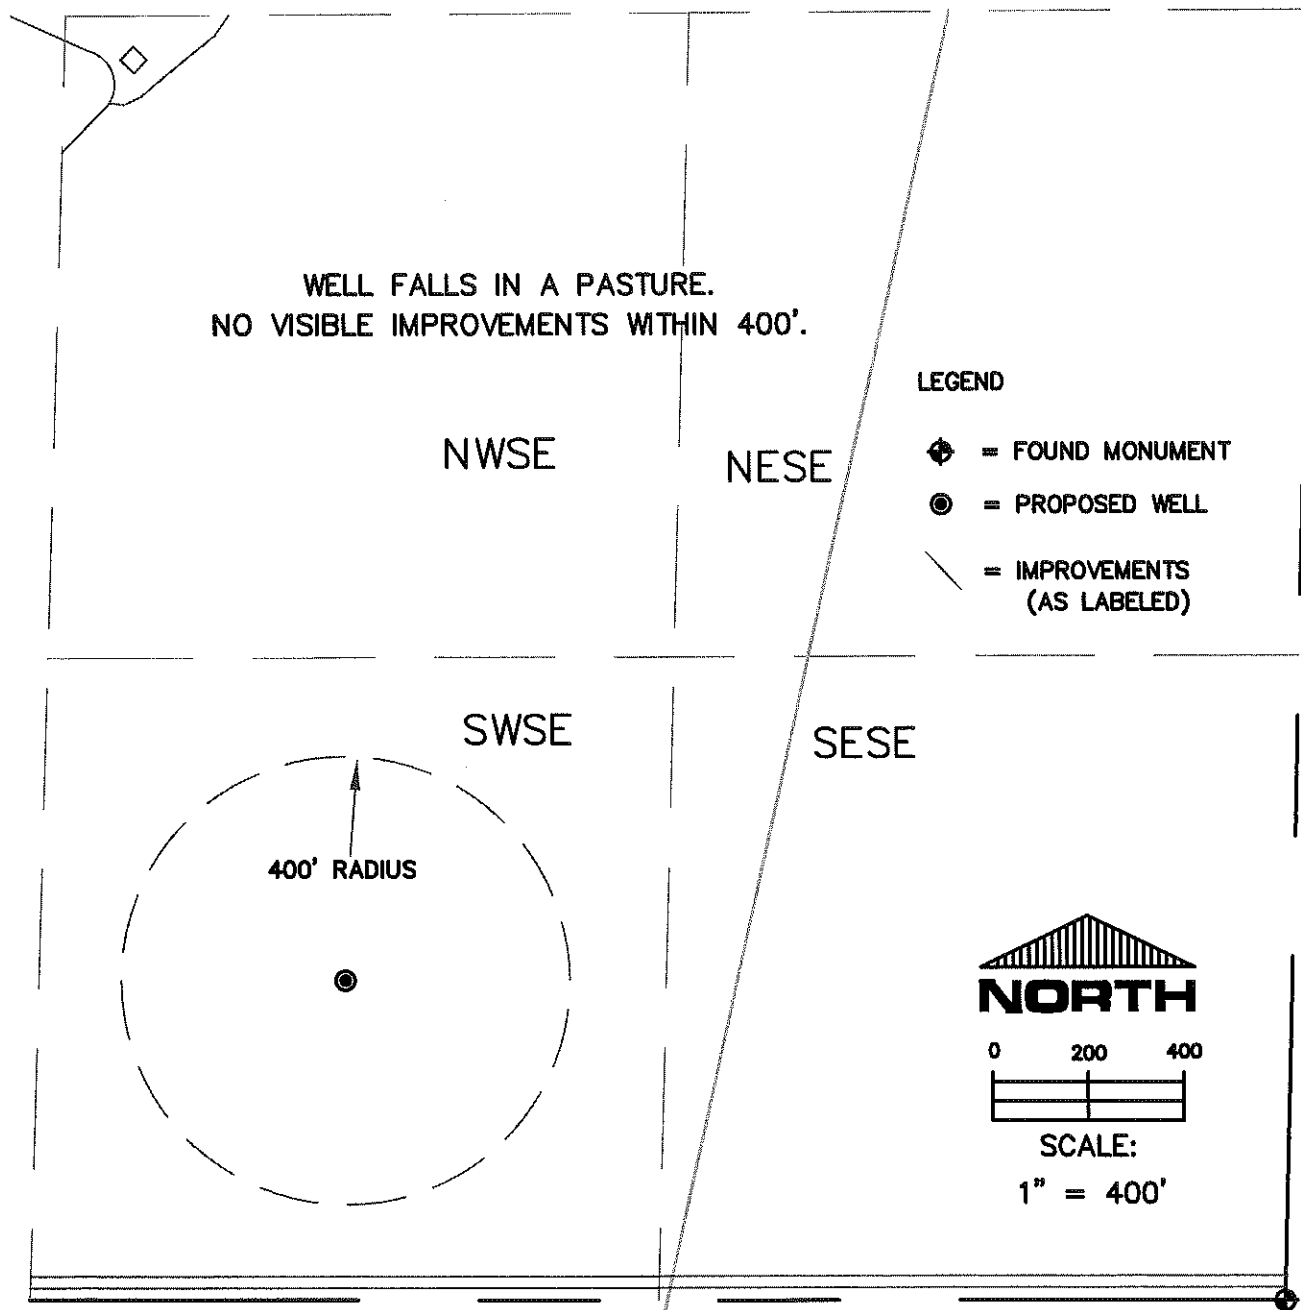 WELL FALLS IN A PASTURE.
NO VISIBLE IMPROVEMENTS WITHIN 400'.
LEGEND
= FOUND MONUMENT
= PROPOSED WELL
= IMPROVEMENTS
(AS LABELED)
NWSE
NESE
SWSE
SESE
400' RADIUS
NORTH
0 200 400
SCALE:
1" = 400'